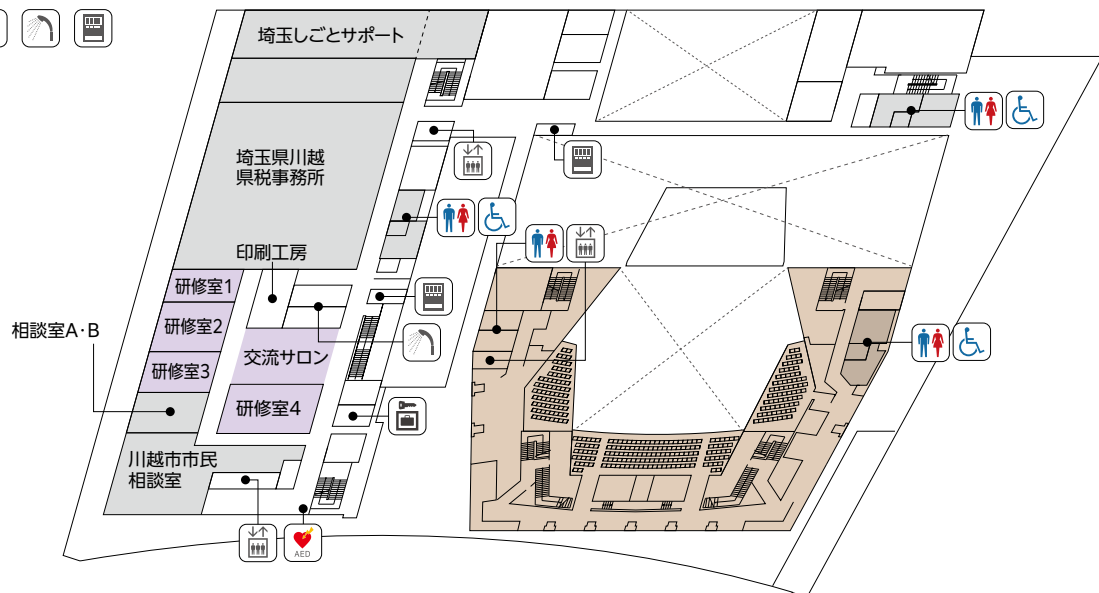 埼玉しごとサポート
埼玉県川越
県税事務所
印刷工房
研修室1
研修室2
相談室A･B
交流サロン
研修室3
研修室4
川越市市民
相談室
AED